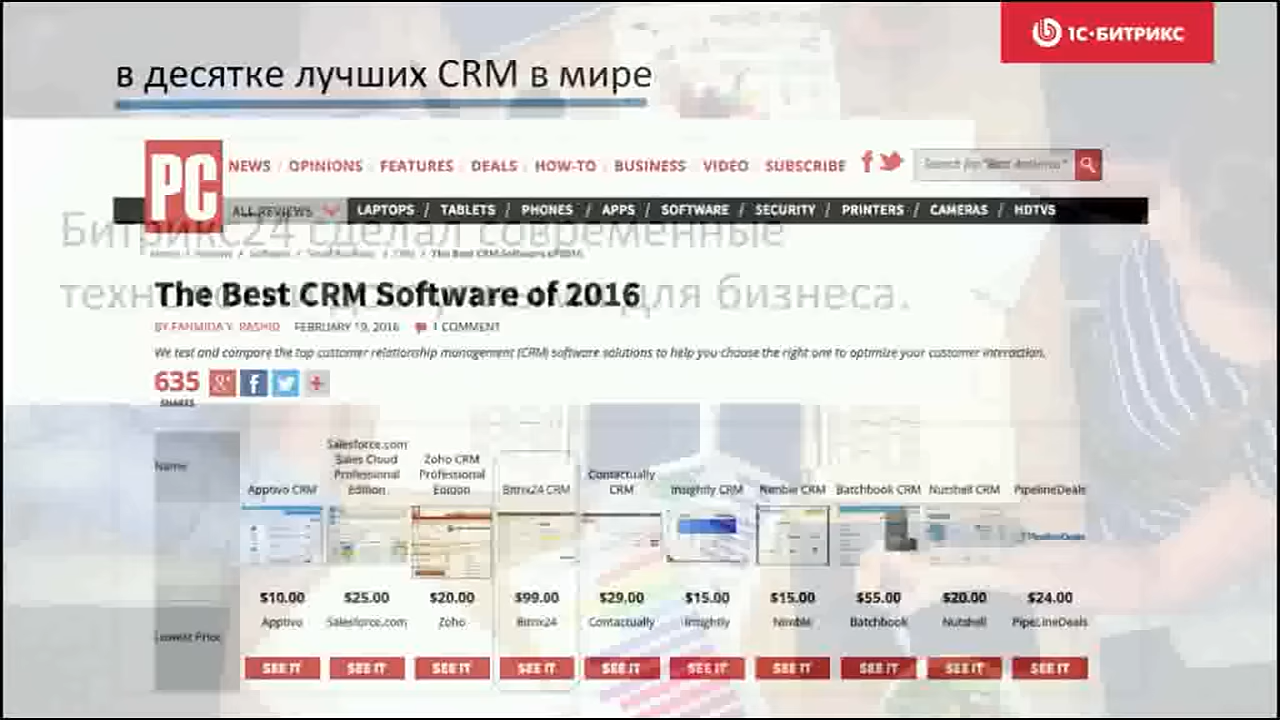 1С·БИТРИКС
в десятке лучших CRM в мире
PC NEWS / OPINIONS / FEATURES / DEALS / HOW-TO / BUSINESS / VIDEO / SUBSCRIBE
ALL REVIEWS LAPTOPS / TABLETS / PHONES / APPS / SOFTWARE / SECURITY / PRINTERS / CAMERAS / HDTVS
Битрикс24 сделал современные
для бизнеса.
The Best CRM Software of 2016
BY FAHMIDA Y. RASHID FEBRUARY 19, 2016 1 COMMENT
We test and compare the top customer relationship management (CRM) software solutions to help you choose the right one to optimize your customer interaction.
635
SHARES
Name
Apptivo CRM
Salesforce.com Sales Cloud Professional Edition
Zoho CRM Professional Edition
Bitrix24 CRM
Contactually CRM
Insightly CRM
Nimble CRM
Batchbook CRM
Nutshell CRM
PipelineDeals
PipelineDeals
Lowest Price
$10.00 $25.00 $20.00 $99.00 $29.00 $15.00 $15.00 $55.00 $20.00 $24.00
Apptivo Salesforce.com Zoho Bitrix24 Contactually Insightly Nimble Batchbook Nutshell PipeLineDeals
SEE IT SEE IT SEE IT SEE IT SEE IT SEE IT SEE IT SEE IT SEE IT SEE IT